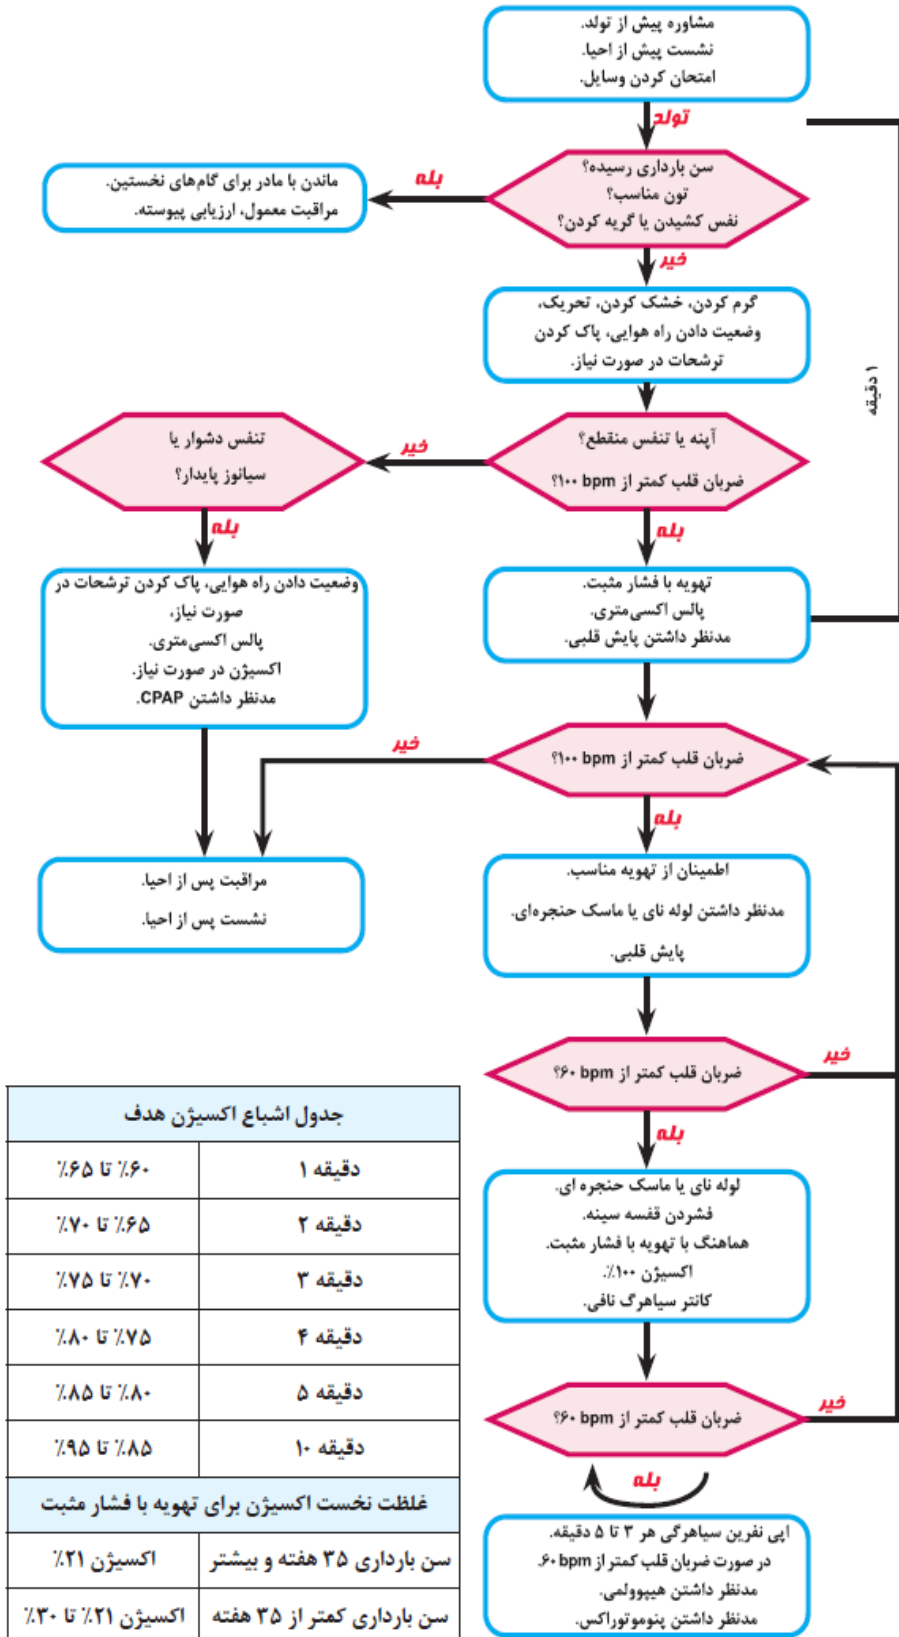 مشاوره پیش از تولد.
نشست پیش از احیا.
امتحان کردن وسایل.
تولد
سن بارداری رسیده؟
تون مناسب؟
نفس کشیدن یا گریه کردن؟
بله
ماندن با مادر برای گام‌های نخستین.
مراقبت معمول، ارزیابی پیوسته.
خیر
گرم کردن، خشک کردن، تحریک،
وضعیت دادن راه هوایی، پاک کردن
ترشحات در صورت نیاز.
۱ دقیقه
آپنه یا تنفس منقطع؟
ضربان قلب کمتر از ۱۰۰ bpm؟
خیر
تنفس دشوار یا
سیانوز پایدار؟
بله
بله
تهویه با فشار مثبت.
پالس اکسی‌متری.
مدنظر داشتن پایش قلبی.
وضعیت دادن راه هوایی، پاک کردن ترشحات در
صورت نیاز،
پالس اکسی‌متری.
اکسیژن در صورت نیاز.
مدنظر داشتن CPAP.
ضربان قلب کمتر از ۱۰۰ bpm؟
خیر
بله
اطمینان از تهویه مناسب.
مدنظر داشتن لوله نای یا ماسک حنجره‌ای.
پایش قلبی.
مراقبت پس از احیا.
نشست پس از احیا.
ضربان قلب کمتر از ۶۰ bpm؟
خیر
بله
لوله نای یا ماسک حنجره ای.
فشردن قفسه سینه.
هماهنگ با تهویه با فشار مثبت.
اکسیژن ۱۰۰٪.
کانتر سیاهرگ نافی.
ضربان قلب کمتر از ۶۰ bpm؟
خیر
بله
اپی نفرین سیاهرگی هر ۳ تا ۵ دقیقه.
در صورت ضربان قلب کمتر از ۶۰ bpm.
مدنظر داشتن هیپوولمی.
مدنظر داشتن پنوموتوراکس.
جدول اشباع اکسیژن هدف
دقیقه ۱ ۶۰٪ تا ۶۵٪
دقیقه ۲ ۶۵٪ تا ۷۰٪
دقیقه ۳ ۷۰٪ تا ۷۵٪
دقیقه ۴ ۷۵٪ تا ۸۰٪
دقیقه ۵ ۸۰٪ تا ۸۵٪
دقیقه ۱۰ ۸۵٪ تا ۹۵٪
غلظت نخست اکسیژن برای تهویه با فشار مثبت
سن بارداری ۳۵ هفته و بیشتر اکسیژن ۲۱٪
سن بارداری کمتر از ۳۵ هفته اکسیژن ۲۱٪ تا ۳۰٪